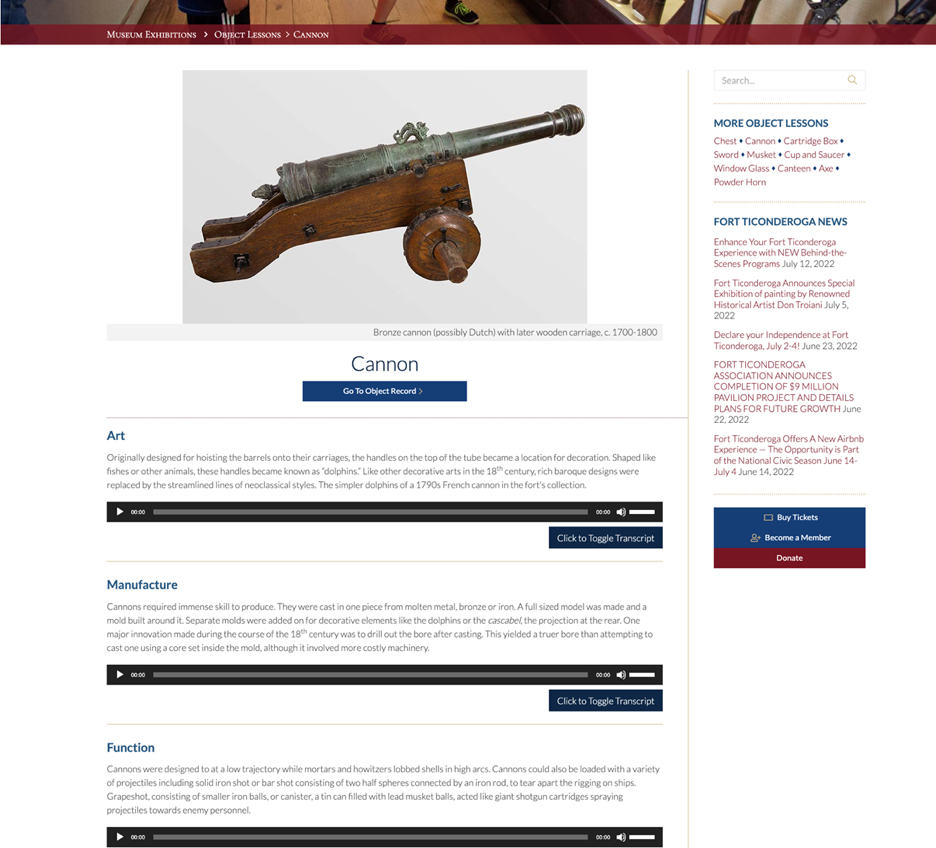 Museum Exhibitions > Object Lessons > Cannon
Bronze cannon (possibly Dutch) with later wooden carriage, c. 1700-1800
Cannon
Go To Object Record >
Art
Originally designed for hoisting the barrels onto their carriages, the handles on the top of the tube became a location for decoration. Shaped like
fishes or other animals, these handles became known as "dolphins." Like other decorative arts in the 18th century, rich baroque designs were
replaced by the streamlined lines of neoclassical styles. The simpler dolphins of a 1790s French cannon in the fort's collection.
00:00 00:00
Click to Toggle Transcript
Manufacture
Cannons required immense skill to produce. They were cast in one piece from molten metal, bronze or iron. A full sized model was made and a
mold built around it. Separate molds were added on for decorative elements like the dolphins or the cascabel, the projection at the rear. One
major innovation made during the course of the 18th century was to drill out the bore after casting. This yielded a truer bore than attempting to
cast one using a core set inside the mold, although it involved more costly machinery.
00:00 00:00
Click to Toggle Transcript
Function
Cannons were designed to at a low trajectory while mortars and howitzers lobbed shells in high arcs. Cannons could also be loaded with a variety
of projectiles including solid iron shot or bar shot consisting of two half spheres connected by an iron rod, to tear apart the rigging on ships.
Grapeshot, consisting of smaller iron balls, or canister, a tin can filled with lead musket balls, acted like giant shotgun cartridges spraying
projectiles towards enemy personnel.
00:00 00:00
Search...
MORE OBJECT LESSONS
Chest ♦ Cannon ♦ Cartridge Box ♦
Sword ♦ Musket ♦ Cup and Saucer ♦
Window Glass ♦ Canteen ♦ Axe ♦
Powder Horn
FORT TICONDEROGA NEWS
Enhance Your Fort Ticonderoga
Experience with NEW Behind-the-
Scenes Programs July 12, 2022
Fort Ticonderoga Announces Special
Exhibition of painting by Renowned
Historical Artist Don Troiani July 5,
2022
Declare your Independence at Fort
Ticonderoga, July 2-4! June 23, 2022
FORT TICONDEROGA
ASSOCIATION ANNOUNCES
COMPLETION OF $9 MILLION
PAVILION PROJECT AND DETAILS
PLANS FOR FUTURE GROWTH June
22, 2022
Fort Ticonderoga Offers A New Airbnb
Experience — The Opportunity is Part
of the National Civic Season June 14-
July 4 June 14, 2022
Buy Tickets
Become a Member
Donate